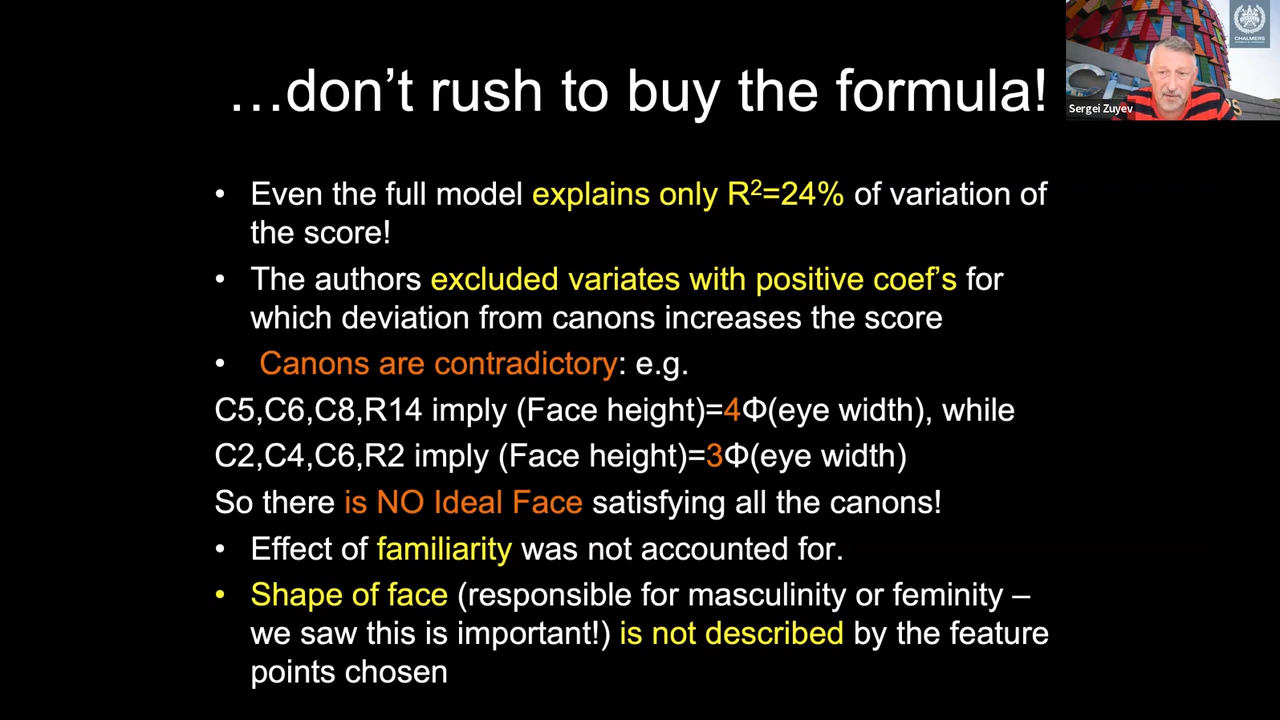 …don’t rush to buy the formula!
CHALMERS
Sergei Zuyev
• Even the full model explains only R²=24% of variation of
the score!
• The authors excluded variates with positive coef’s for
which deviation from canons increases the score
• Canons are contradictory: e.g.
C5,C6,C8,R14 imply (Face height)=4Φ(eye width), while
C2,C4,C6,R2 imply (Face height)=3Φ(eye width)
So there is NO Ideal Face satisfying all the canons!
• Effect of familiarity was not accounted for.
• Shape of face (responsible for masculinity or feminity –
we saw this is important!) is not described by the feature
points chosen